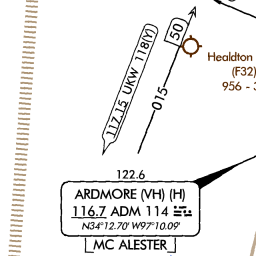 50
117.15 UKW 118(Y)
015
Healdton
(F32)
956 -
122.6
ARDMORE (VH) (H)
116.7 ADM 114
N34°12.70' W97°10.09'
MC ALESTER